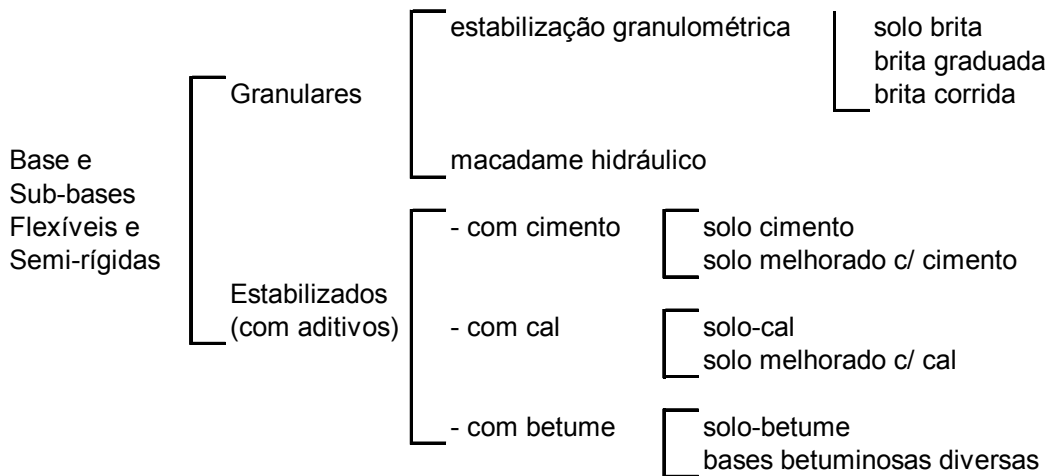 estabilização granulométrica
solo brita
brita graduada
brita corrida
Granulares
macadame hidráulico
Base e
Sub-bases
Flexíveis e
Semi-rígidas
- com cimento
solo cimento
solo melhorado c/ cimento
Estabilizados
(com aditivos)
- com cal
solo-cal
solo melhorado c/ cal
- com betume
solo-betume
bases betuminosas diversas